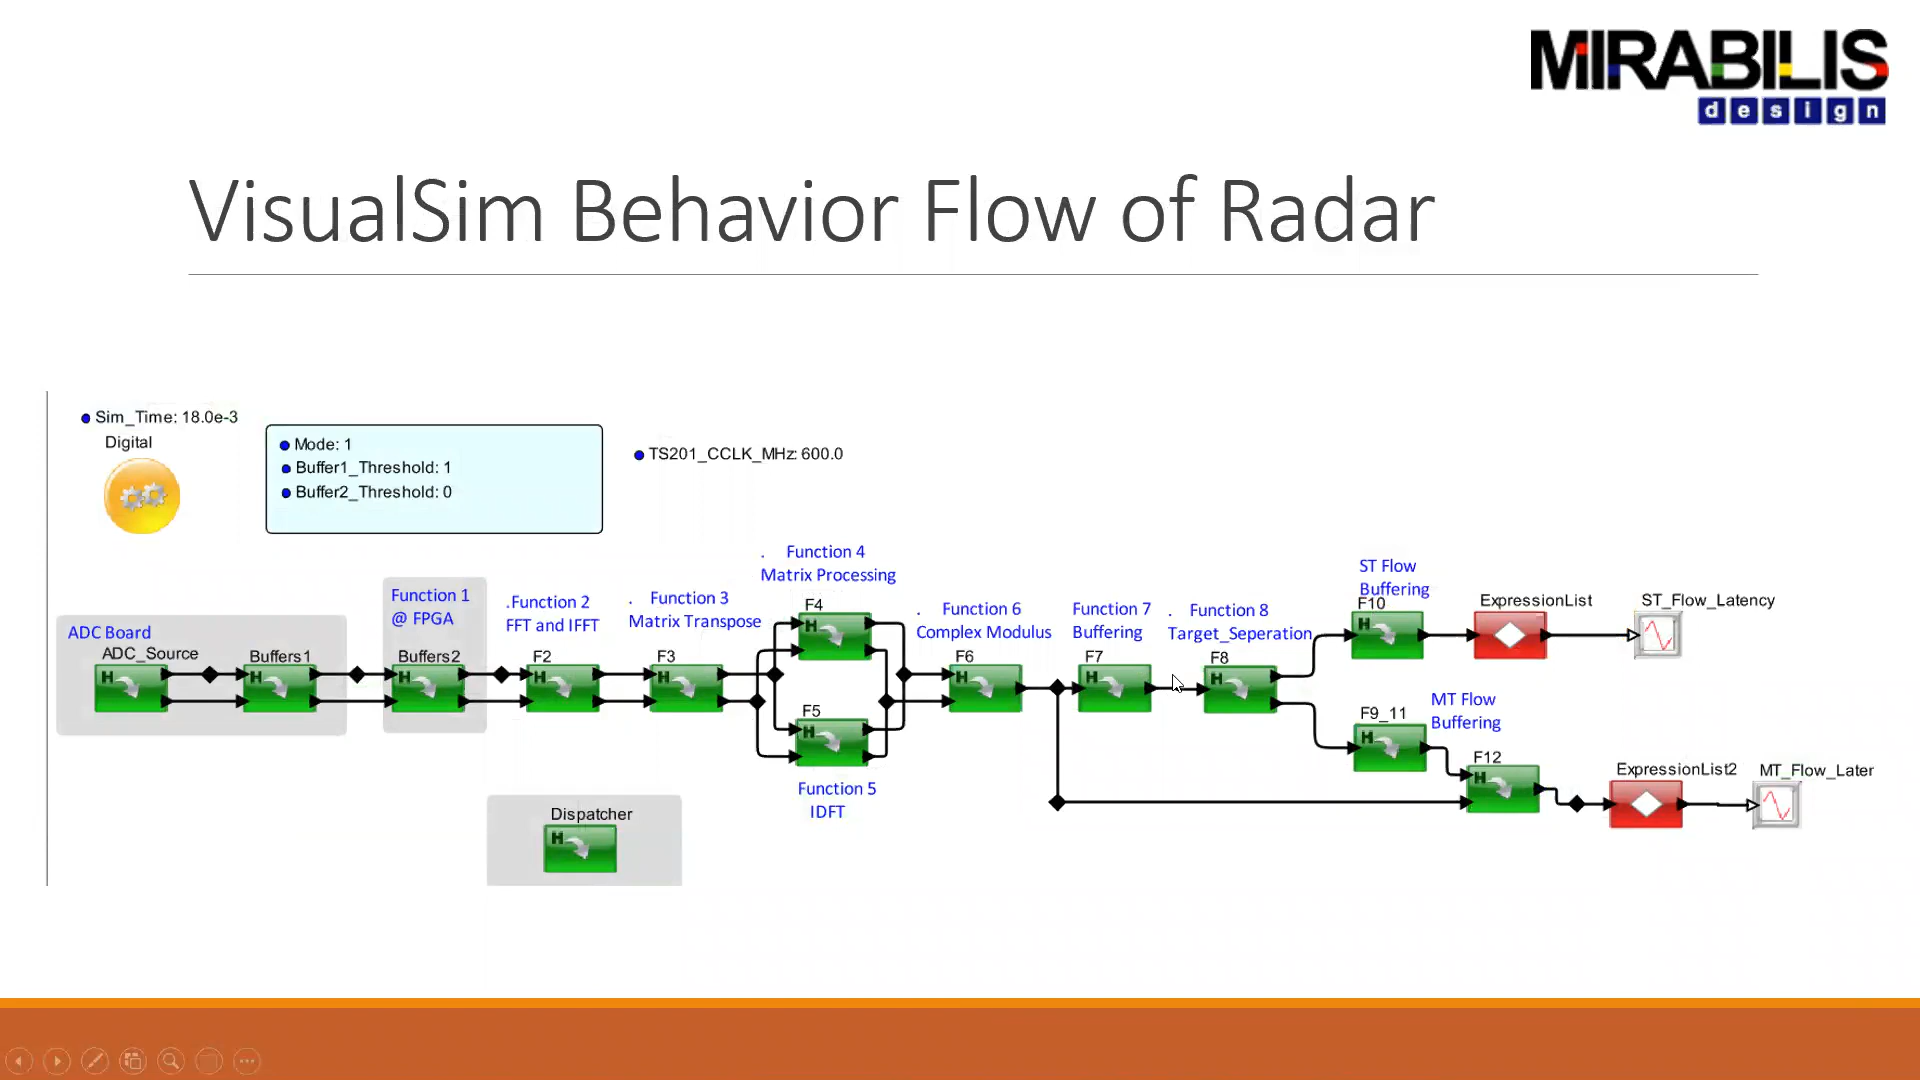 MIRABILIS
design
VisualSim Behavior Flow of Radar
Sim_Time: 18.0e-3
Digital
Mode: 1
Buffer1_Threshold: 1
Buffer2_Threshold: 0
TS201_CCLK_MHz: 600.0
ADC Board
ADC_Source
Buffers1
Function 1
@ FPGA
Buffers2
.Function 2
FFT and IFFT
F2
. Function 3
Matrix Transpose
F3
. Function 4
Matrix Processing
F4
F5
Function 5
IDFT
. Function 6
Complex Modulus
F6
Function 7
Buffering
F7
. Function 8
Target_Seperation
F8
ST Flow
Buffering
F10
ExpressionList
ST_Flow_Latency
MT Flow
Buffering
F9_11
F12
ExpressionList2
MT_Flow_Later
Dispatcher
H
H
H
H
H
H
H
H
H
H
H
H
H
H